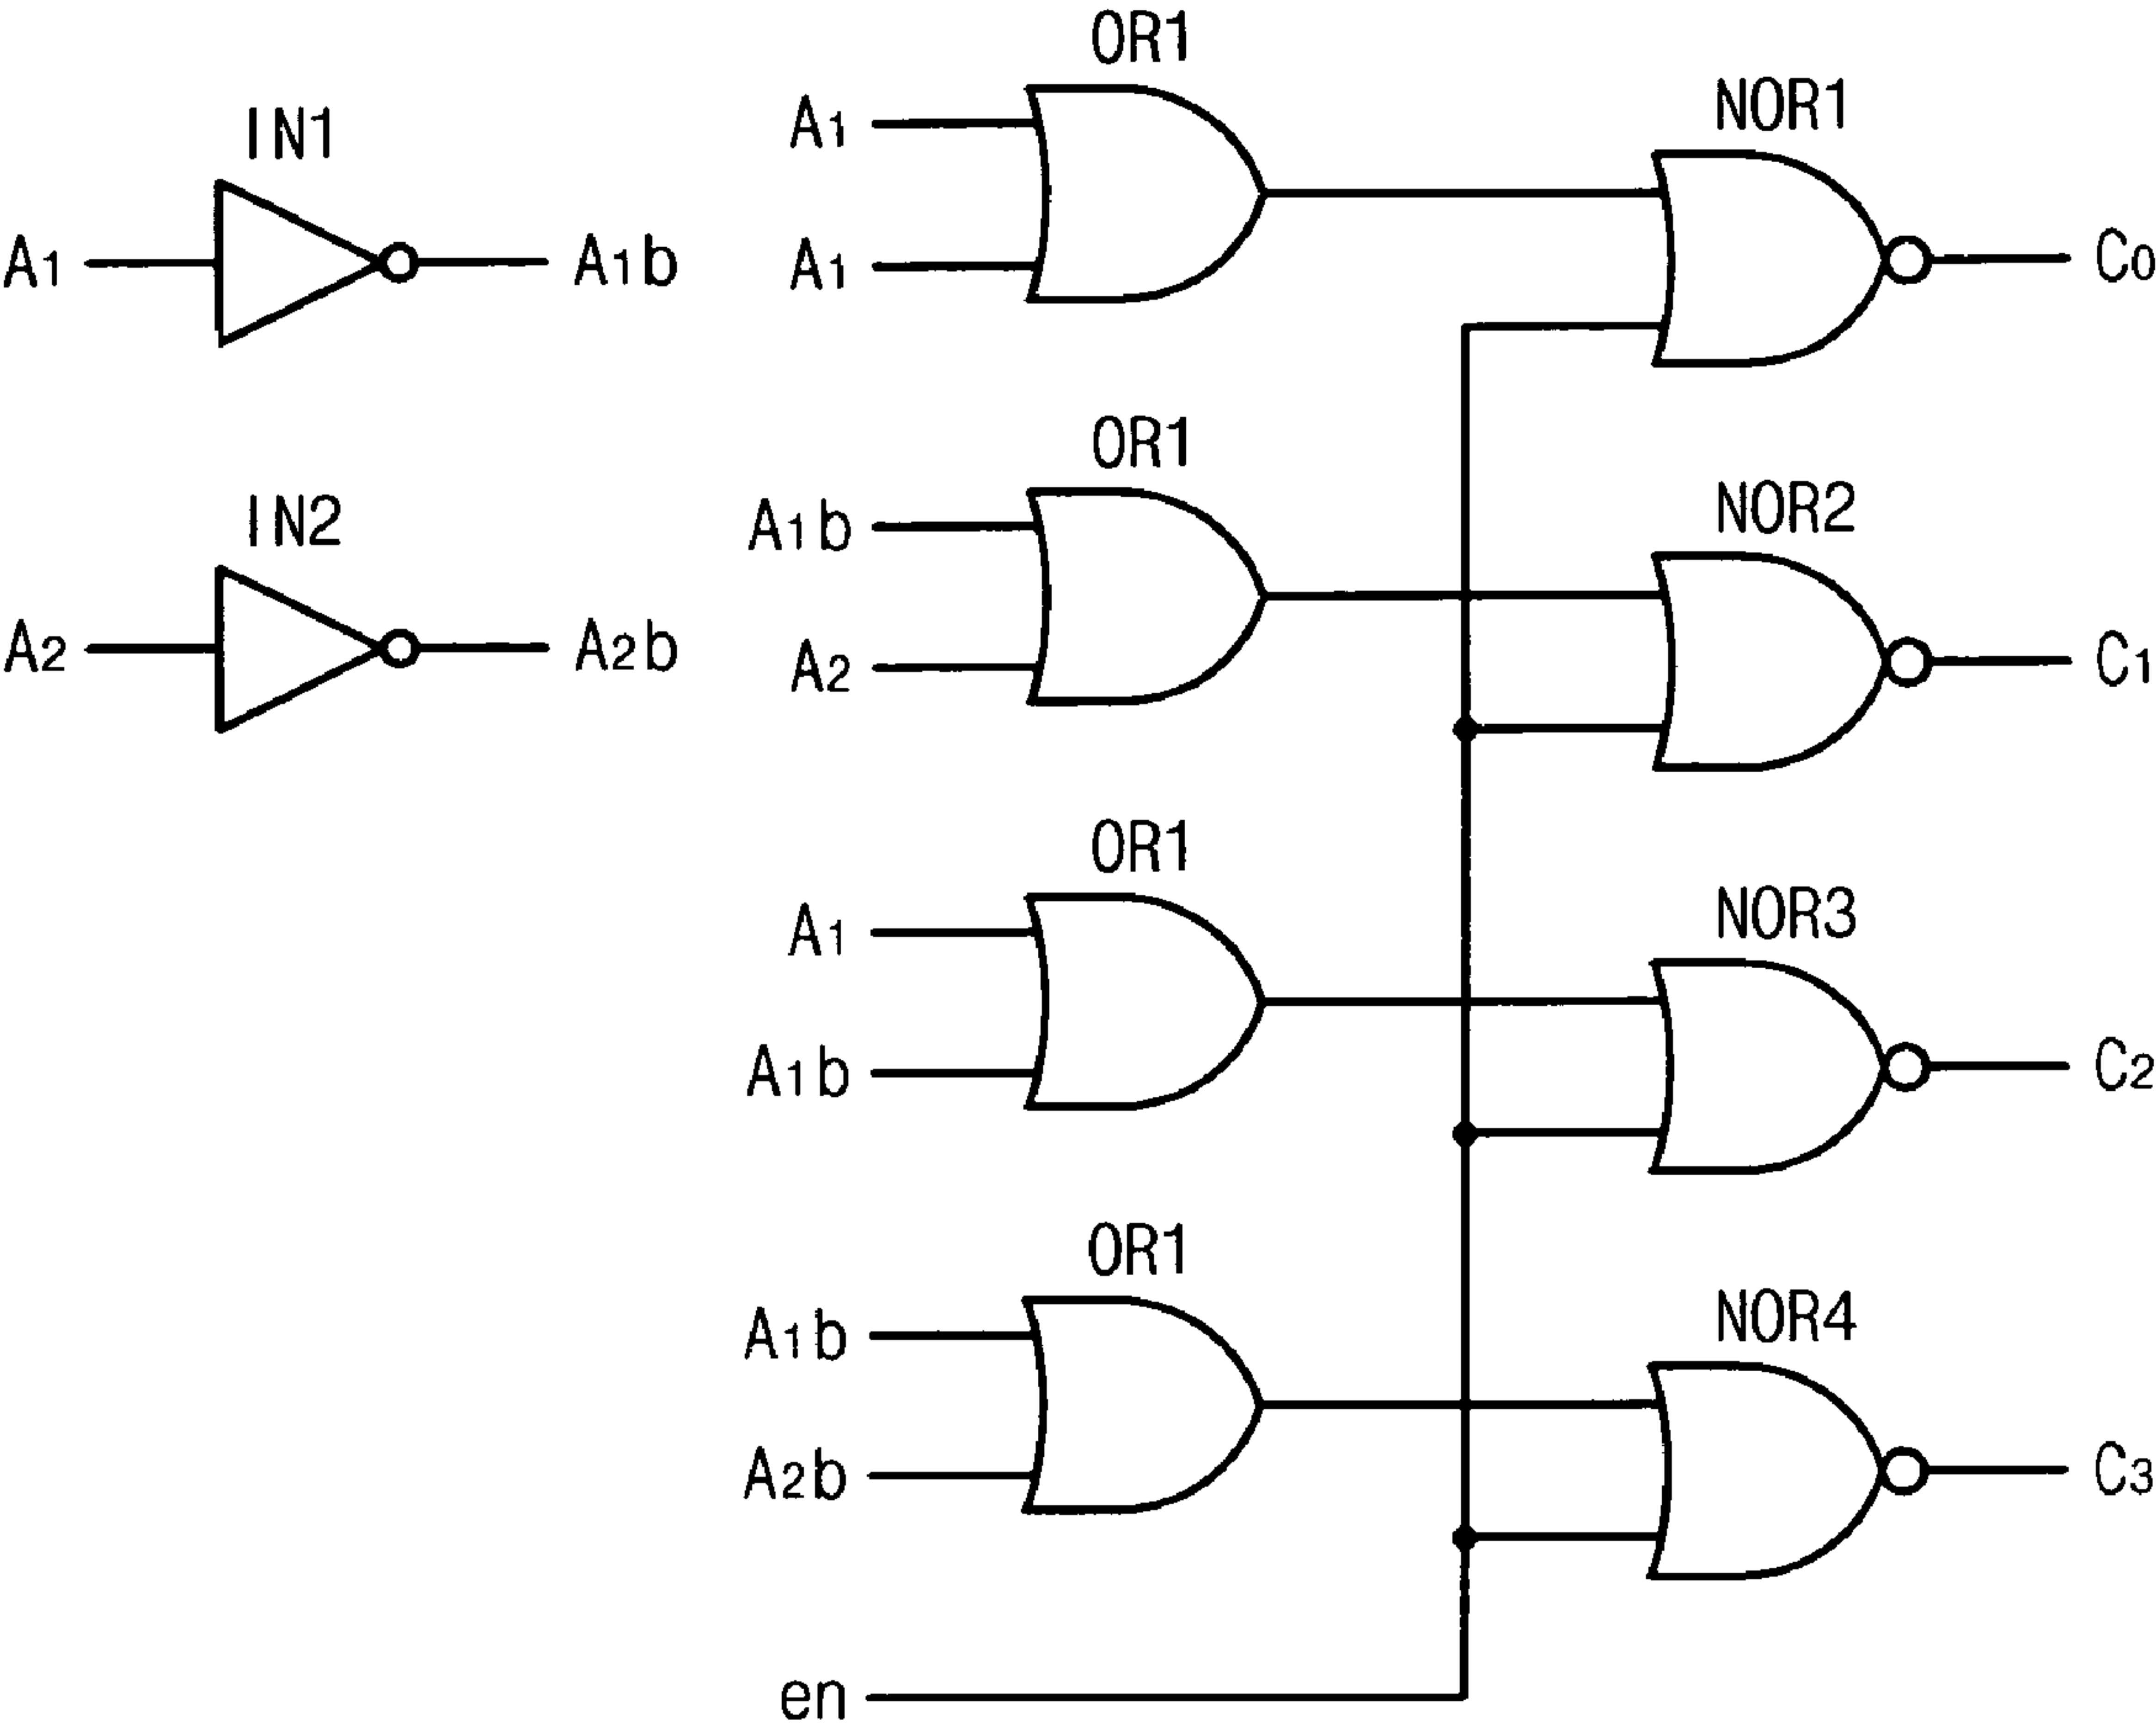 OR1
NOR1
IN1
A1
A1
A1b
A1
C0
OR1
NOR2
IN2
A1b
A2
A2b
A2
C1
OR1
NOR3
A1
A1b
C2
OR1
NOR4
A1b
A2b
C3
en